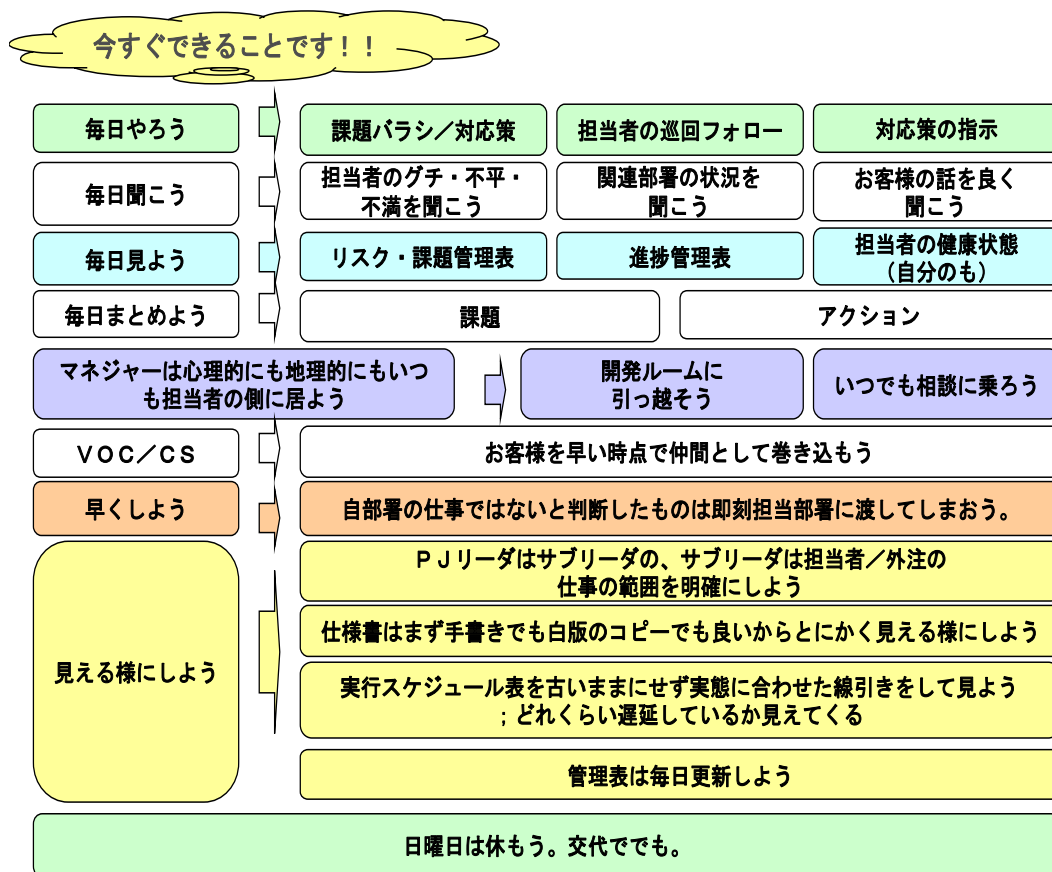 今すぐできることです！！
毎日やろう
課題バラシ／対応策
担当者の巡回フォロー
対応策の指示
毎日聞こう
担当者のグチ・不平・
不満を聞こう
関連部署の状況を
聞こう
お客様の話を良く
聞こう
毎日見よう
リスク・課題管理表
進捗管理表
担当者の健康状態
（自分のも）
毎日まとめよう
課題
アクション
マネジャーは心理的にも地理的にもいつ
も担当者の側に居よう
開発ルームに
引っ越そう
いつでも相談に乗ろう
ＶＯＣ／ＣＳ
お客様を早い時点で仲間として巻き込もう
早くしよう
自部署の仕事ではないと判断したものは即刻担当部署に渡してしまおう。
見える様にしよう
ＰＪリーダはサブリーダの、サブリーダは担当者／外注の
仕事の範囲を明確にしよう
仕様書はまず手書きでも白版のコピーでも良いからとにかく見える様にしよう
実行スケジュール表を古いままにせず実態に合わせた線引きをして見よう
；どれくらい遅延しているか見えてくる
管理表は毎日更新しよう
日曜日は休もう。交代ででも。